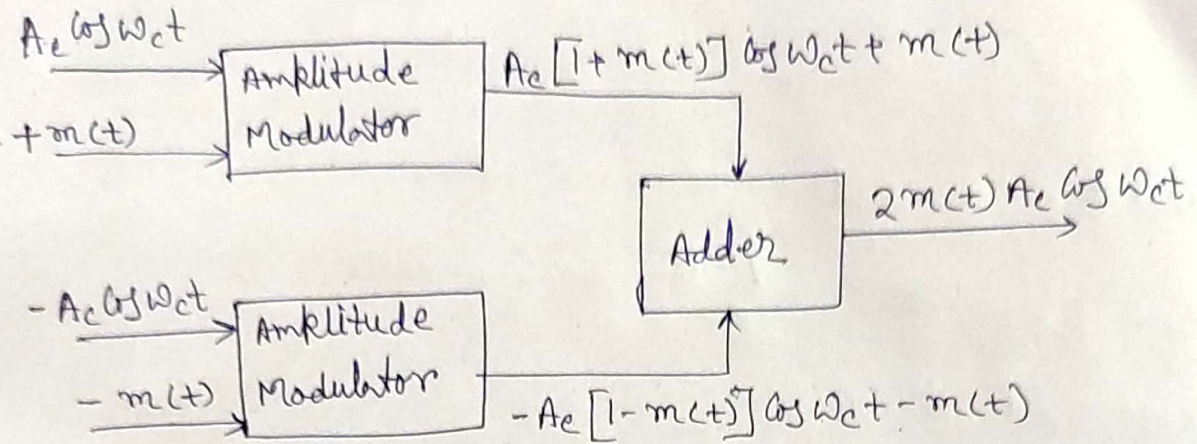 Ac cos ωct
+ m(t)
Amplitude
Modulator
Ac [1 + m(t)] cos ωct + m(t)
Adder
2m(t) Ac cos ωct
- Ac cos ωct
- m(t)
Amplitude
Modulator
- Ac [1 - m(t)] cos ωct - m(t)